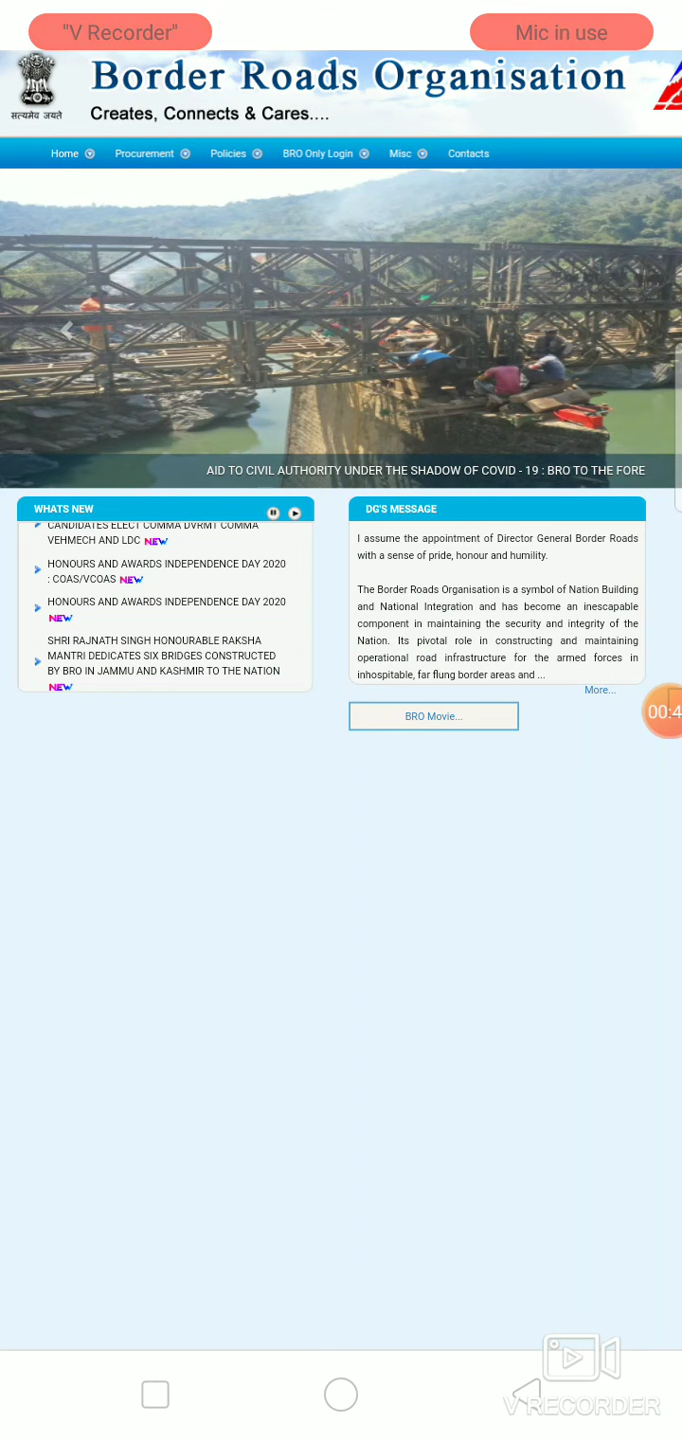 "V Recorder"
Mic in use
Border Roads Organisation
सत्यमेव जयते
Creates, Connects & Cares....
Home
Procurement
Policies
BRO Only Login
Misc
Contacts
AID TO CIVIL AUTHORITY UNDER THE SHADOW OF COVID - 19 : BRO TO THE FORE
WHATS NEW
CANDIDATES ELECT COMMA DVRMT COMMA
VEHMECH AND LDC NEW
HONOURS AND AWARDS INDEPENDENCE DAY 2020
: COAS/VCOAS NEW
HONOURS AND AWARDS INDEPENDENCE DAY 2020
NEW
SHRI RAJNATH SINGH HONOURABLE RAKSHA
MANTRI DEDICATES SIX BRIDGES CONSTRUCTED
BY BRO IN JAMMU AND KASHMIR TO THE NATION
NEW
DG'S MESSAGE
I assume the appointment of Director General Border Roads
with a sense of pride, honour and humility.
The Border Roads Organisation is a symbol of Nation Building
and National Integration and has become an inescapable
component in maintaining the security and integrity of the
Nation. Its pivotal role in constructing and maintaining
operational road infrastructure for the armed forces in
inhospitable, far flung border areas and ...
More...
BRO Movie...
00:4
V RECORDER